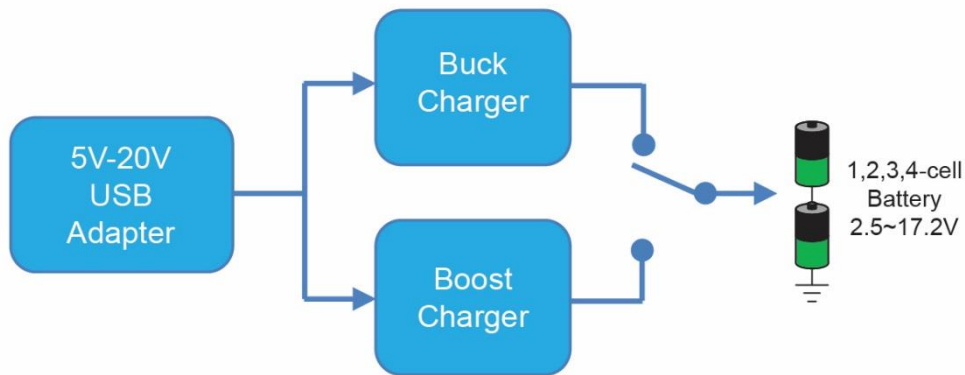 Buck
Charger
5V-20V
USB
Adapter
1,2,3,4-cell
Battery
2.5~17.2V
Boost
Charger